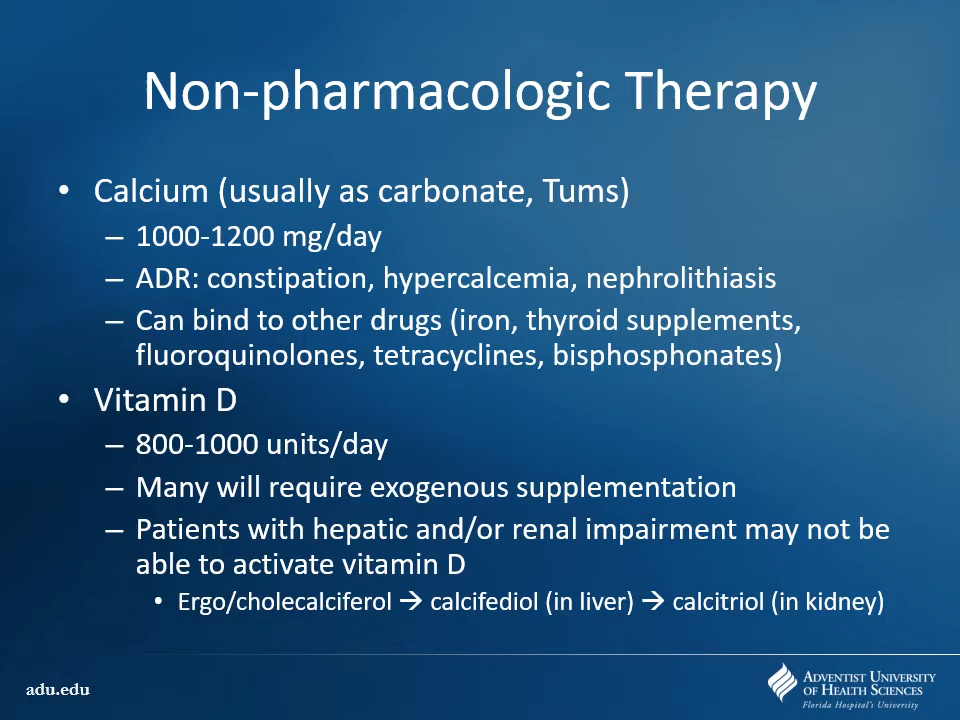 Non-pharmacologic Therapy
• Calcium (usually as carbonate, Tums)
– 1000-1200 mg/day
– ADR: constipation, hypercalcemia, nephrolithiasis
– Can bind to other drugs (iron, thyroid supplements,
fluoroquinolones, tetracyclines, bisphosphonates)
• Vitamin D
– 800-1000 units/day
– Many will require exogenous supplementation
– Patients with hepatic and/or renal impairment may not be
able to activate vitamin D
• Ergo/cholecalciferol → calcifediol (in liver) → calcitriol (in kidney)
adu.edu
ADVENTIST UNIVERSITY
OF HEALTH SCIENCES
Florida Hospital's University